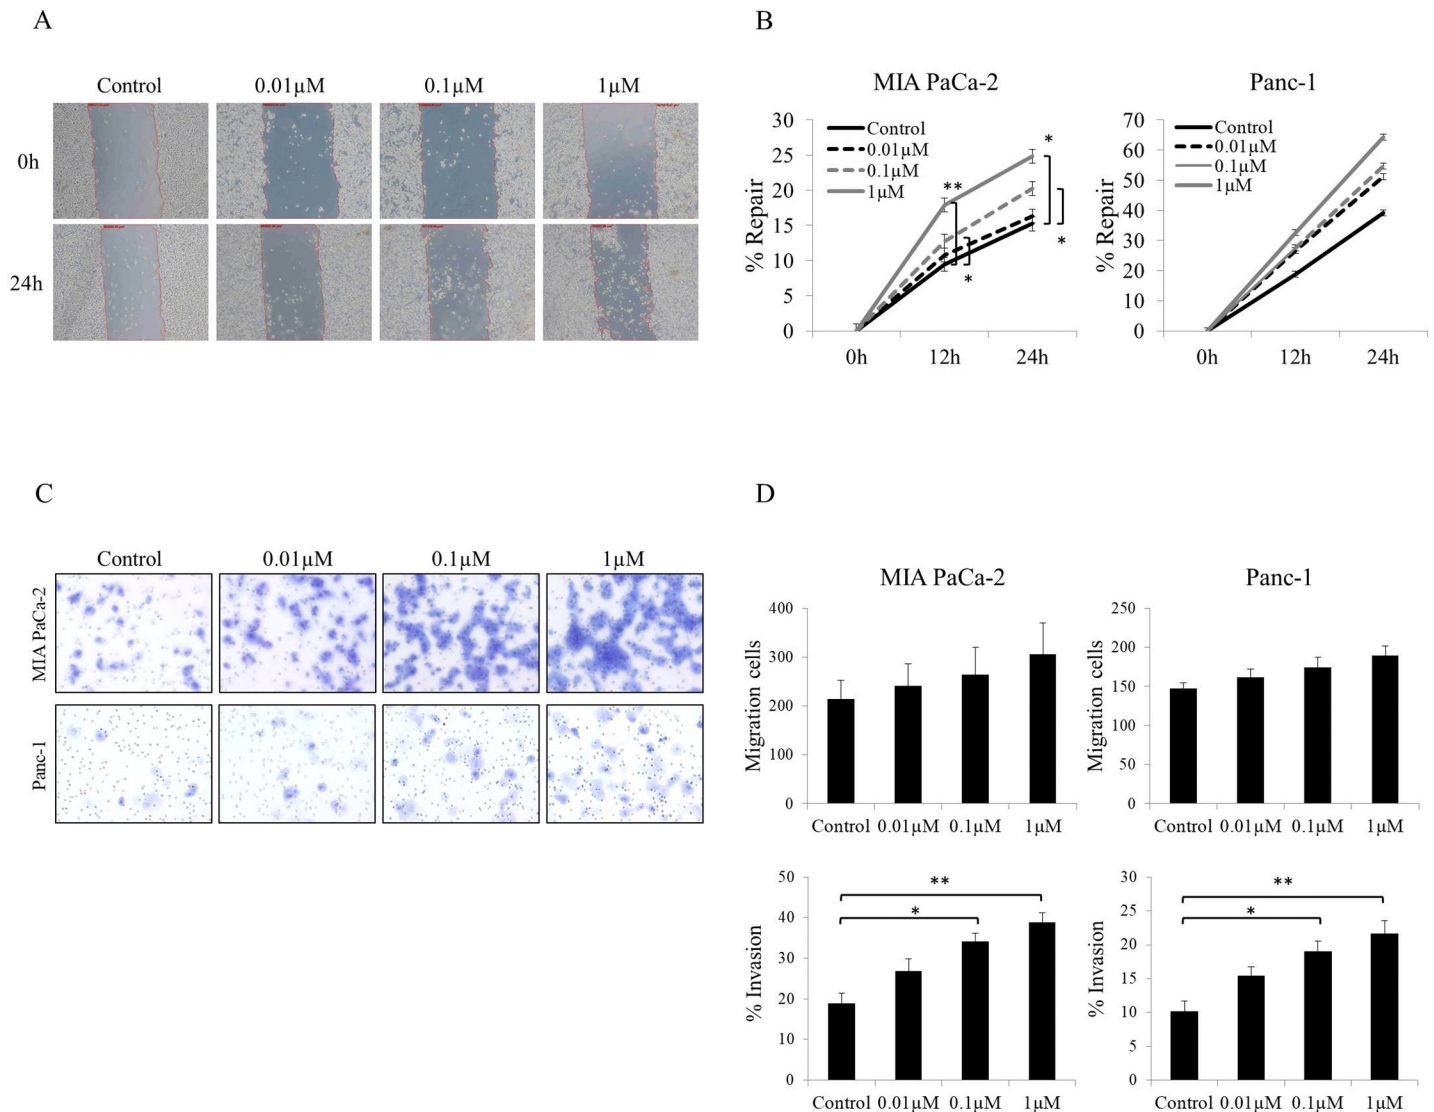 A
Control 0.01µM 0.1µM 1µM
0h
24h
B
MIA PaCa-2
% Repair
30
25
20
15
10
5
0
Control
0.01µM
0.1µM
1µM
**
*
*
*
0h 12h 24h
Panc-1
% Repair
70
60
50
40
30
20
10
0
Control
0.01µM
0.1µM
1µM
0h 12h 24h
C
Control 0.01µM 0.1µM 1µM
MIA PaCa-2
Panc-1
D
MIA PaCa-2
Migration cells
400
300
200
100
0
Control 0.01µM 0.1µM 1µM
Panc-1
Migration cells
250
200
150
100
50
0
Control 0.01µM 0.1µM 1µM
% Invasion
50
40
30
20
10
0
**
*
Control 0.01µM 0.1µM 1µM
% Invasion
30
25
20
15
10
5
0
**
*
Control 0.01µM 0.1µM 1µM